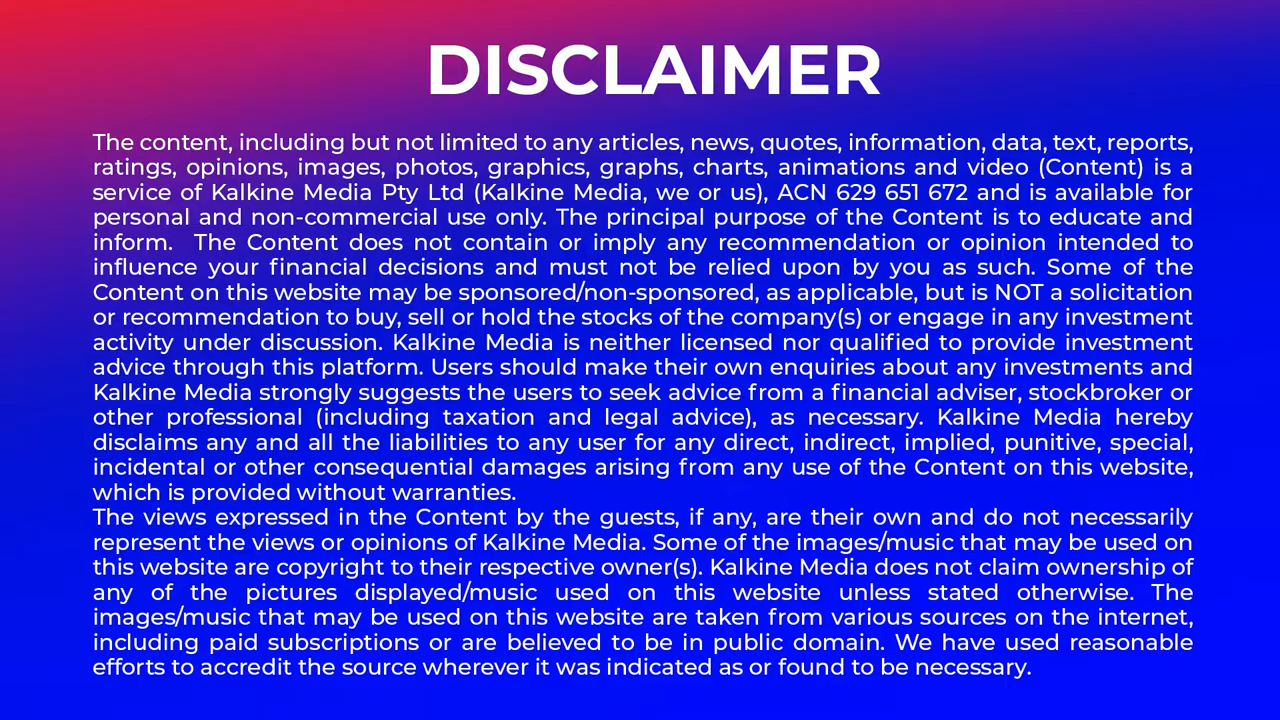 DISCLAIMER
The content, including but not limited to any articles, news, quotes, information, data, text, reports,
ratings, opinions, images, photos, graphics, graphs, charts, animations and video (Content) is a
service of Kalkine Media Pty Ltd (Kalkine Media, we or us), ACN 629 651 672 and is available for
personal and non-commercial use only. The principal purpose of the Content is to educate and
inform.  The Content does not contain or imply any recommendation or opinion intended to
influence your financial decisions and must not be relied upon by you as such. Some of the
Content on this website may be sponsored/non-sponsored, as applicable, but is NOT a solicitation
or recommendation to buy, sell or hold the stocks of the company(s) or engage in any investment
activity under discussion. Kalkine Media is neither licensed nor qualified to provide investment
advice through this platform. Users should make their own enquiries about any investments and
Kalkine Media strongly suggests the users to seek advice from a financial adviser, stockbroker or
other professional (including taxation and legal advice), as necessary. Kalkine Media hereby
disclaims any and all the liabilities to any user for any direct, indirect, implied, punitive, special,
incidental or other consequential damages arising from any use of the Content on this website,
which is provided without warranties.
The views expressed in the Content by the guests, if any, are their own and do not necessarily
represent the views or opinions of Kalkine Media. Some of the images/music that may be used on
this website are copyright to their respective owner(s). Kalkine Media does not claim ownership of
any of the pictures displayed/music used on this website unless stated otherwise. The
images/music that may be used on this website are taken from various sources on the internet,
including paid subscriptions or are believed to be in public domain. We have used reasonable
efforts to accredit the source wherever it was indicated as or found to be necessary.